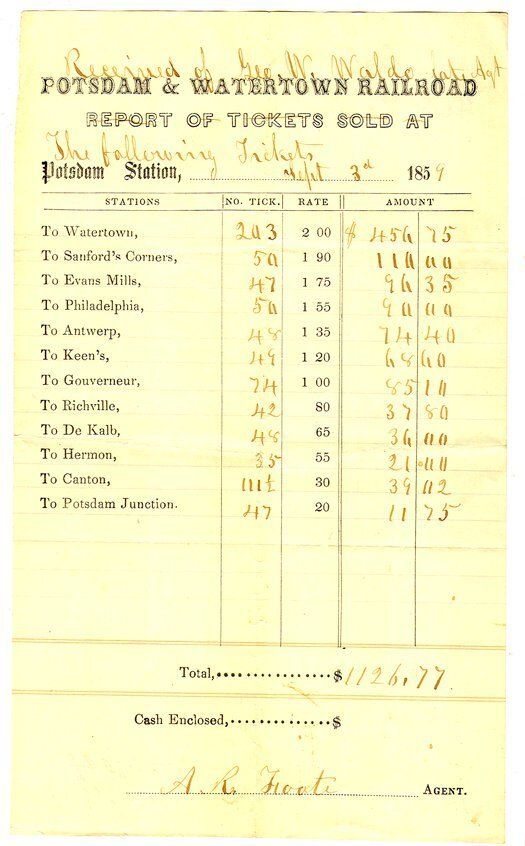 Received of Geo. W. Waldo late Agt
POTSDAM & WATERTOWN RAILROAD
REPORT OF TICKETS SOLD AT
The following Tickets
Potsdam Station, Sept 3d 1859
STATIONS NO. TICK. RATE AMOUNT
To Watertown, 203 2 00 $ 456 75
To Sanford's Corners, 50 1 90 110 00
To Evans Mills, 47 1 75 96 35
To Philadelphia, 50 1 55 90 00
To Antwerp, 48 1 35 74 40
To Keen's, 49 1 20 68 60
To Gouverneur, 74 1 00 85 10
To Richville, 42 80 37 80
To De Kalb, 48 65 36 00
To Hermon, 35 55 21.00
To Canton, 111½ 30 39 02
To Potsdam Junction. 47 20 11 75
Total, $1126.77
Cash Enclosed, $
A. R. Foote AGENT.